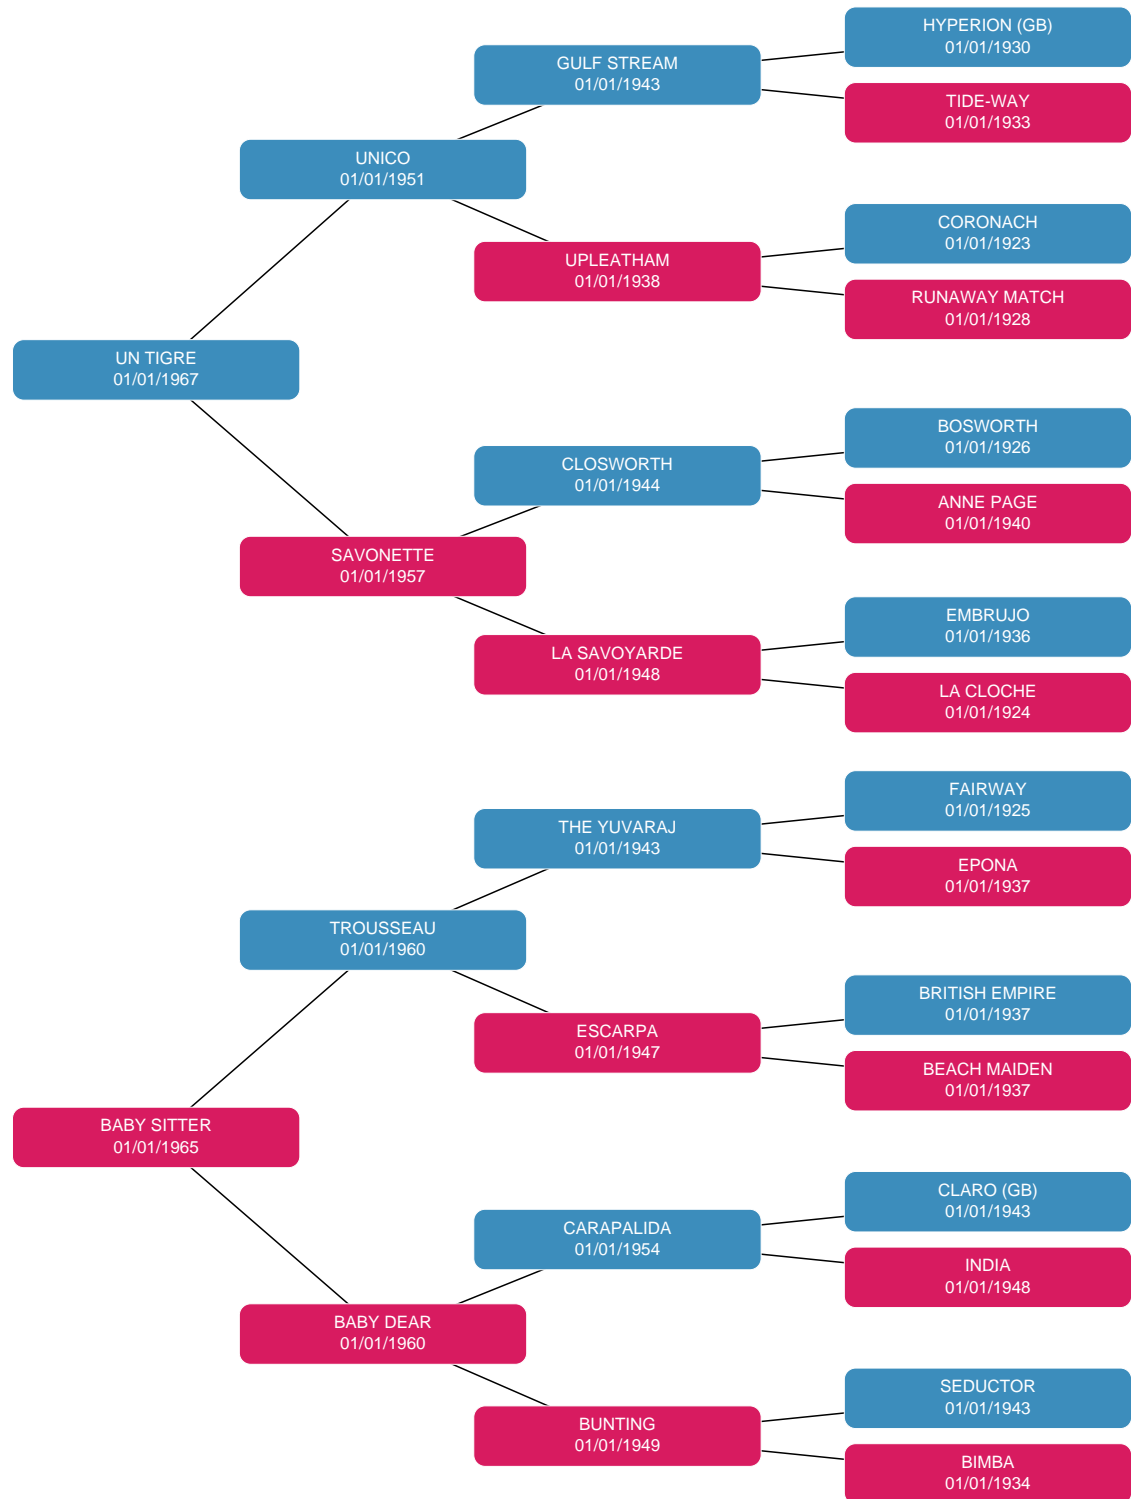 HYPERION (GB)
01/01/1930
GULF STREAM
01/01/1943
TIDE-WAY
01/01/1933
UNICO
01/01/1951
CORONACH
01/01/1923
UPLEATHAM
01/01/1938
RUNAWAY MATCH
01/01/1928
UN TIGRE
01/01/1967
BOSWORTH
01/01/1926
CLOSWORTH
01/01/1944
ANNE PAGE
01/01/1940
SAVONETTE
01/01/1957
EMBRUJO
01/01/1936
LA SAVOYARDE
01/01/1948
LA CLOCHE
01/01/1924
FAIRWAY
01/01/1925
THE YUVARAJ
01/01/1943
EPONA
01/01/1937
TROUSSEAU
01/01/1960
BRITISH EMPIRE
01/01/1937
ESCARPA
01/01/1947
BEACH MAIDEN
01/01/1937
BABY SITTER
01/01/1965
CLARO (GB)
01/01/1943
CARAPALIDA
01/01/1954
INDIA
01/01/1948
BABY DEAR
01/01/1960
SEDUCTOR
01/01/1943
BUNTING
01/01/1949
BIMBA
01/01/1934